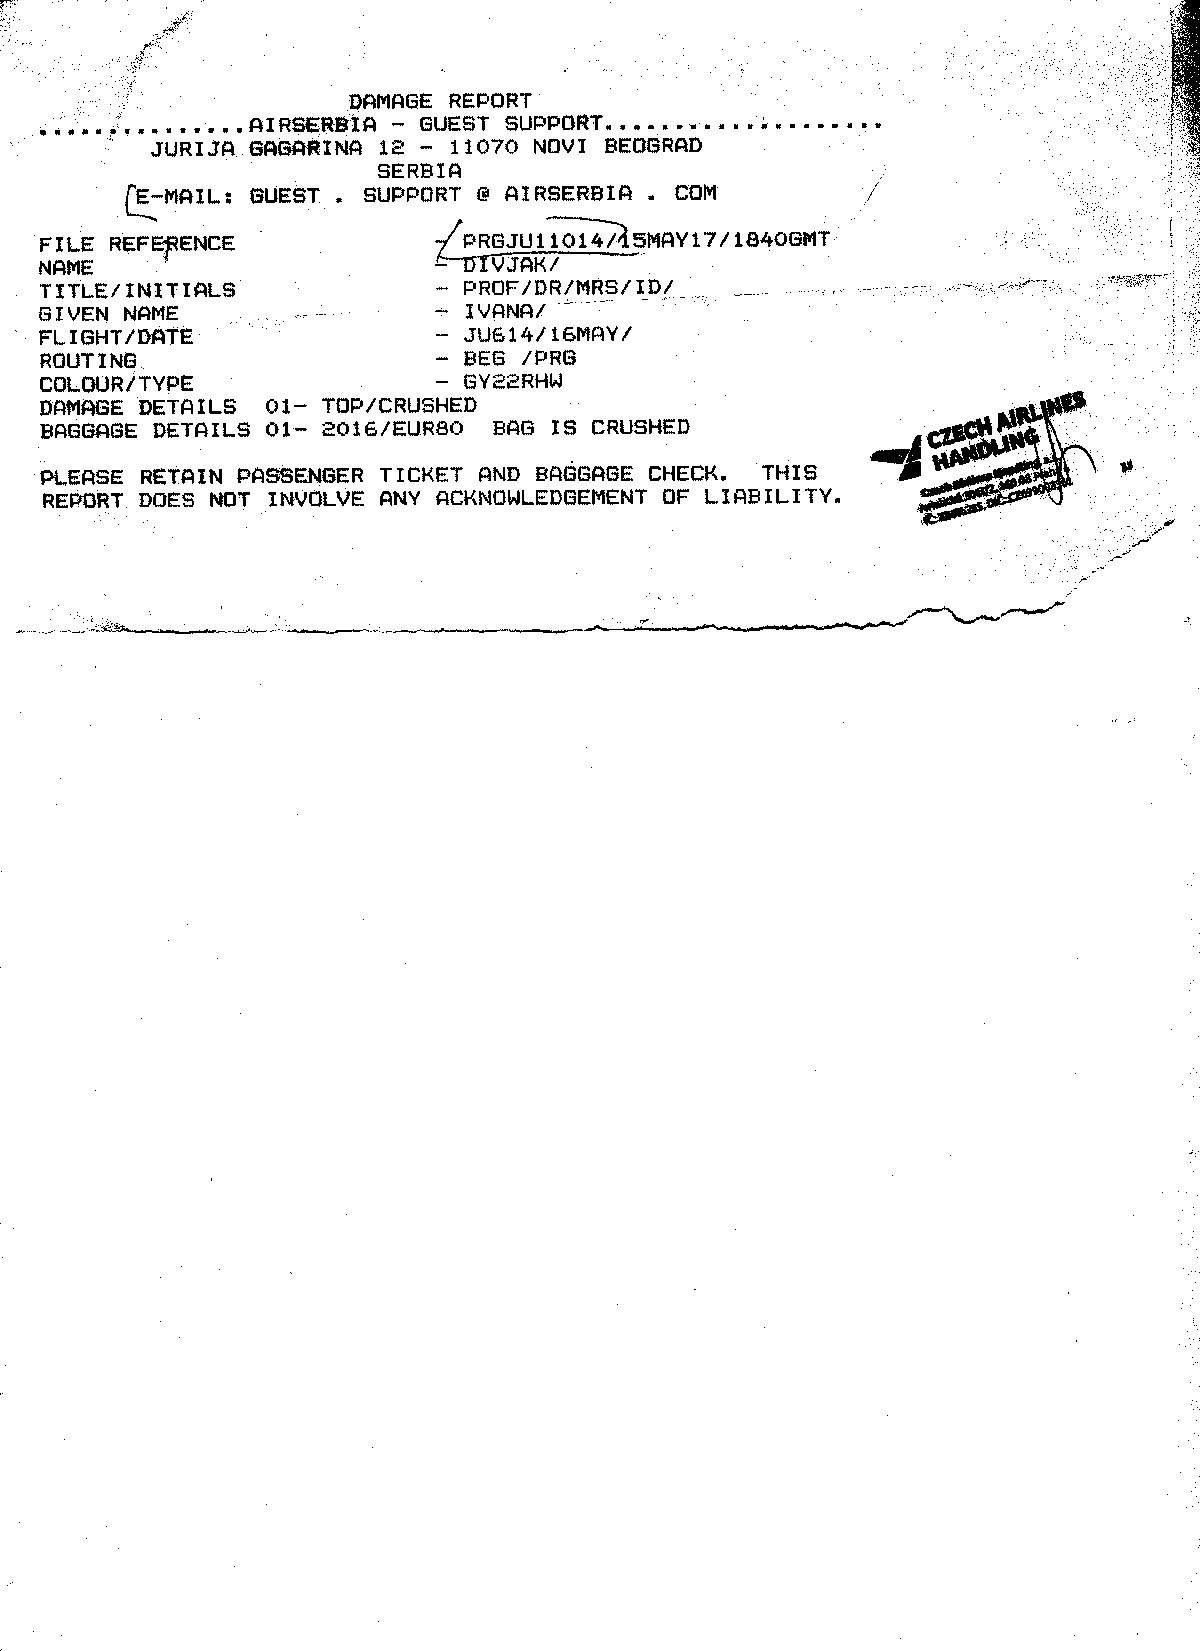 DAMAGE REPORT
...............AIRSERBIA - GUEST SUPPORT....................
JURIJA GAGARINA 12 - 11070 NOVI BEOGRAD
SERBIA
E-MAIL: GUEST . SUPPORT @ AIRSERBIA . COM
FILE REFERENCE - PRGJU11014/15MAY17/1840GMT
NAME - DIVJAK/
TITLE/INITIALS - PROF/DR/MRS/ID/
GIVEN NAME - IVANA/
FLIGHT/DATE - JU614/16MAY/
ROUTING - BEG /PRG
COLOUR/TYPE - GY22RHW
DAMAGE DETAILS 01- TOP/CRUSHED
BAGGAGE DETAILS 01- 2016/EUR80 BAG IS CRUSHED
CZECH AIRLINES
HANDLING
PLEASE RETAIN PASSENGER TICKET AND BAGGAGE CHECK. THIS
REPORT DOES NOT INVOLVE ANY ACKNOWLEDGEMENT OF LIABILITY.